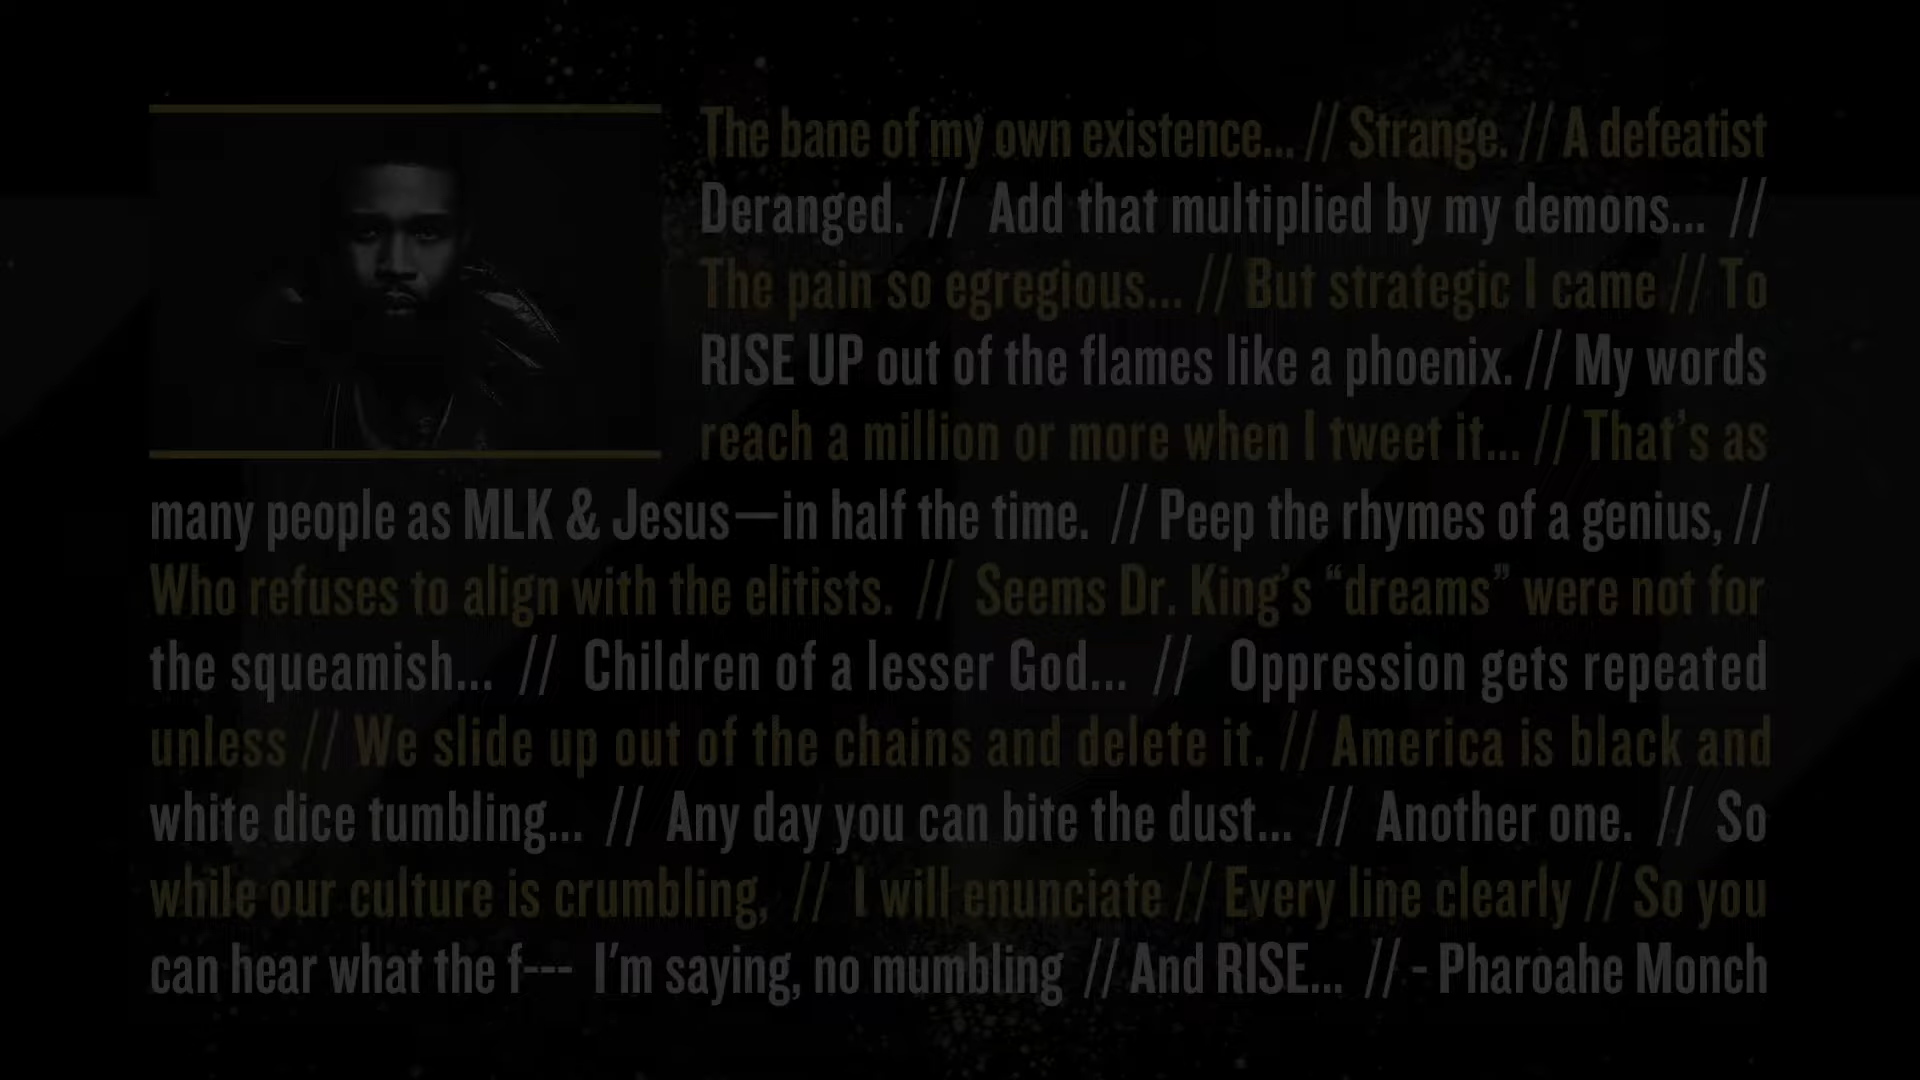 The bane of my own existence... // Strange. // A defeatist
Deranged. // Add that multiplied by my demons... //
The pain so egregious... // But strategic I came // To
RISE UP out of the flames like a phoenix. // My words
reach a million or more when I tweet it... // That's as
many people as MLK & Jesus—in half the time. // Peep the rhymes of a genius, //
Who refuses to align with the elitists. // Seems Dr. King's “dreams” were not for
the squeamish... // Children of a lesser God... // Oppression gets repeated
unless // We slide up out of the chains and delete it. // America is black and
white dice tumbling... // Any day you can bite the dust... // Another one. // So
while our culture is crumbling, // I will enunciate // Every line clearly // So you
can hear what the f--- I'm saying, no mumbling // And RISE... // - Pharoahe Monch